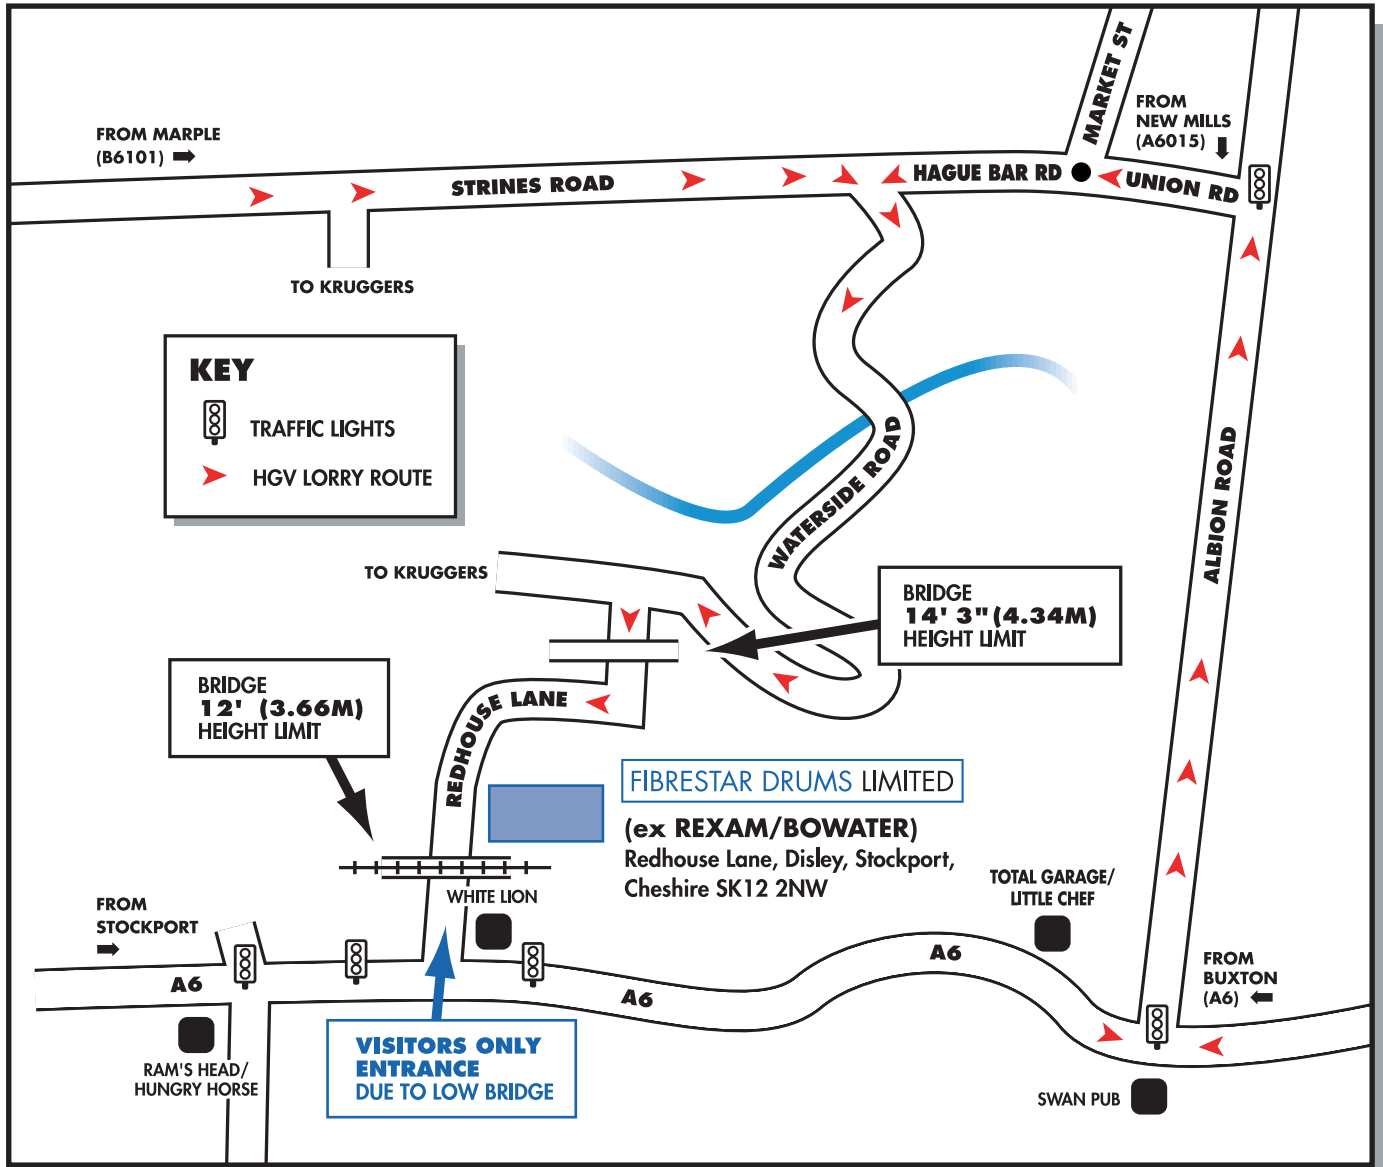 MARKET ST
FROM
NEW MILLS
(A6015)
FROM MARPLE
(B6101)
STRINES ROAD
HAGUE BAR RD
UNION RD
TO KRUGGERS
KEY
TRAFFIC LIGHTS
HGV LORRY ROUTE
WATERSIDE ROAD
ALBION ROAD
TO KRUGGERS
BRIDGE
14' 3" (4.34M)
HEIGHT LIMIT
BRIDGE
12' (3.66M)
HEIGHT LIMIT
REDHOUSE LANE
FIBRESTAR DRUMS LIMITED
(ex REXAM/BOWATER)
Redhouse Lane, Disley, Stockport,
Cheshire SK12 2NW
TOTAL GARAGE/
LITTLE CHEF
WHITE LION
FROM
STOCKPORT
A6
A6
A6
FROM
BUXTON
(A6)
VISITORS ONLY
ENTRANCE
DUE TO LOW BRIDGE
RAM'S HEAD/
HUNGRY HORSE
SWAN PUB